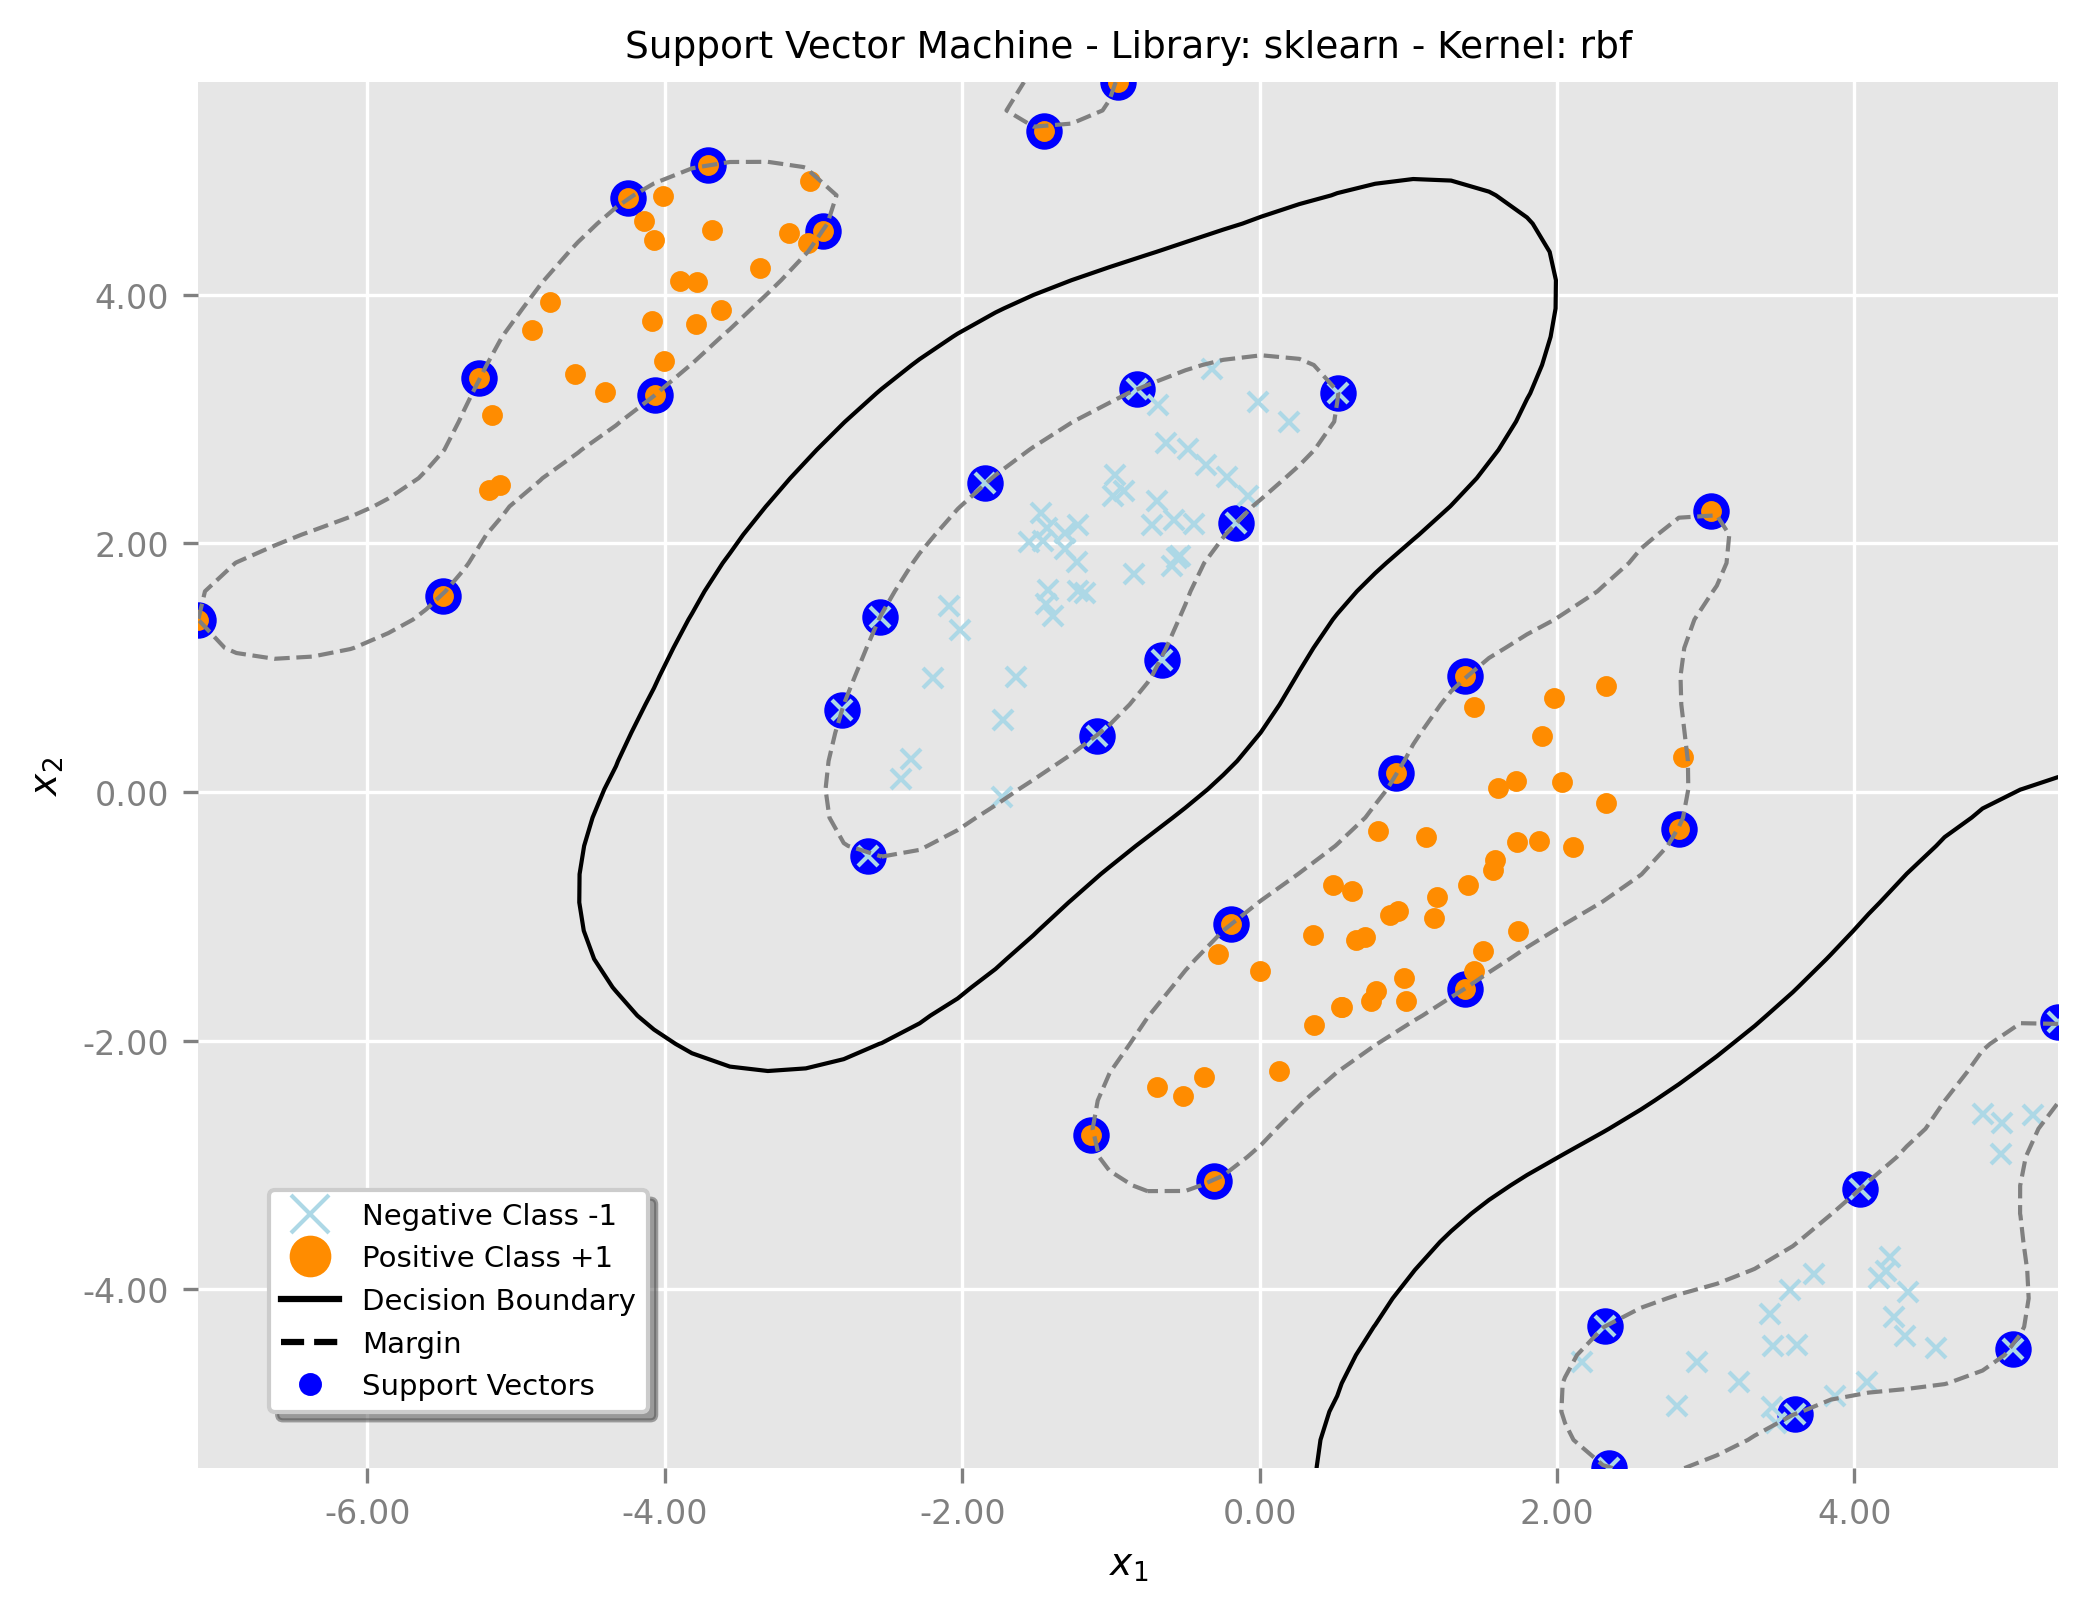 Support Vector Machine - Library: sklearn - Kernel: rbf
4.00
2.00
0.00
-2.00
-4.00
x₂
Negative Class -1
Positive Class +1
Decision Boundary
Margin
Support Vectors
-6.00 -4.00 -2.00 0.00 2.00 4.00
x₁